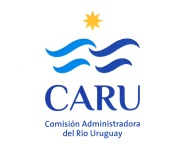 CARU
Comisión Administradora
del Río Uruguay